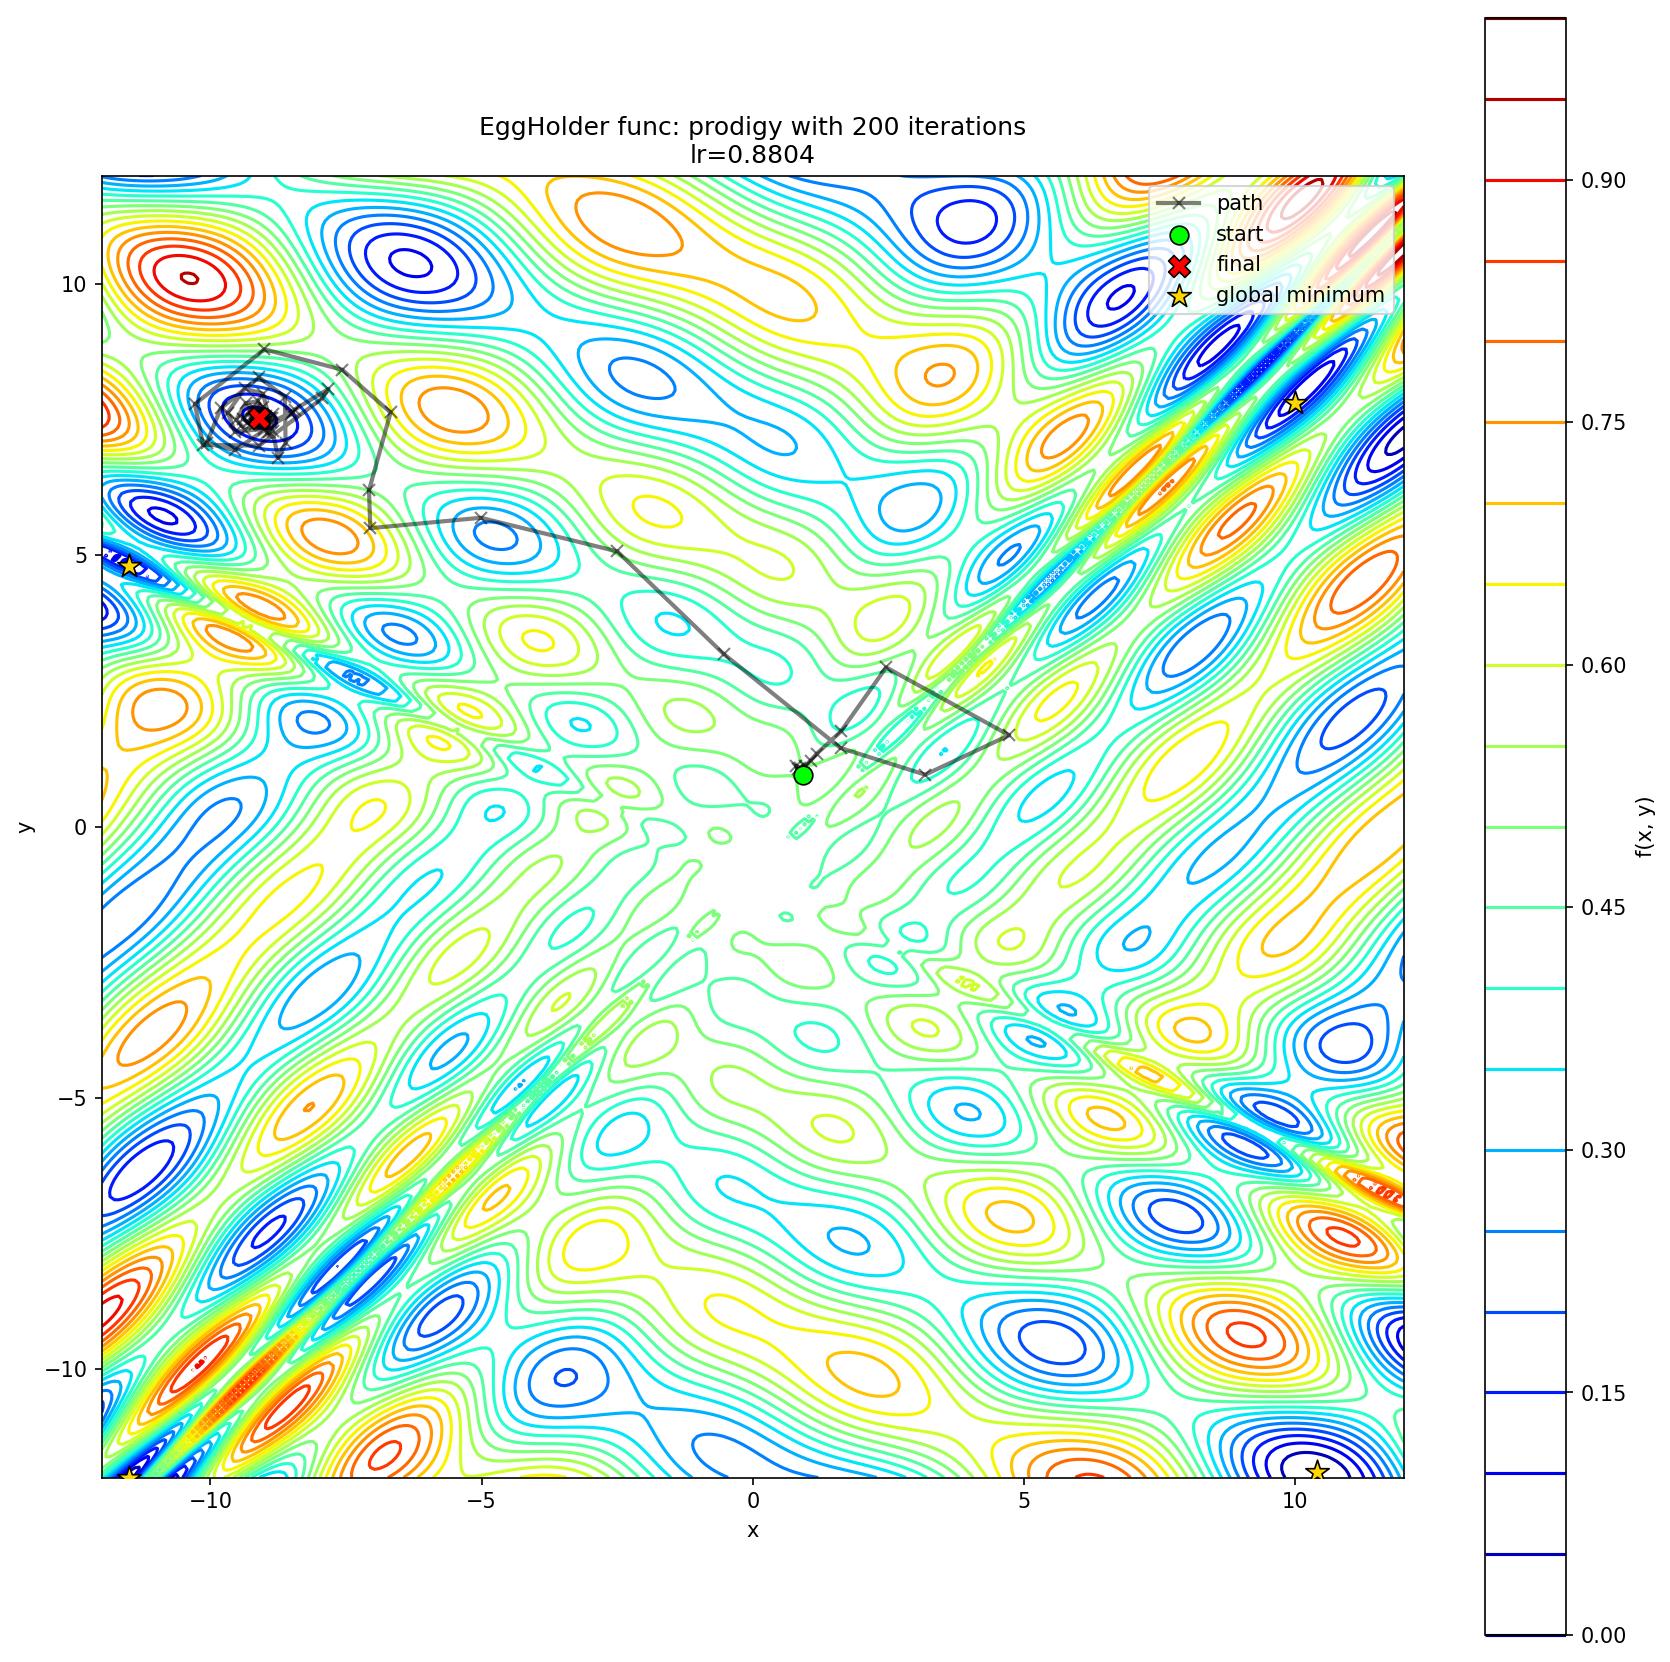 EggHolder func: prodigy with 200 iterations
lr=0.8804
path
start
final
global minimum
10
5
0
−5
−10
y
−10
−5
0
5
10
x
0.90
0.75
0.60
0.45
0.30
0.15
0.00
f(x, y)